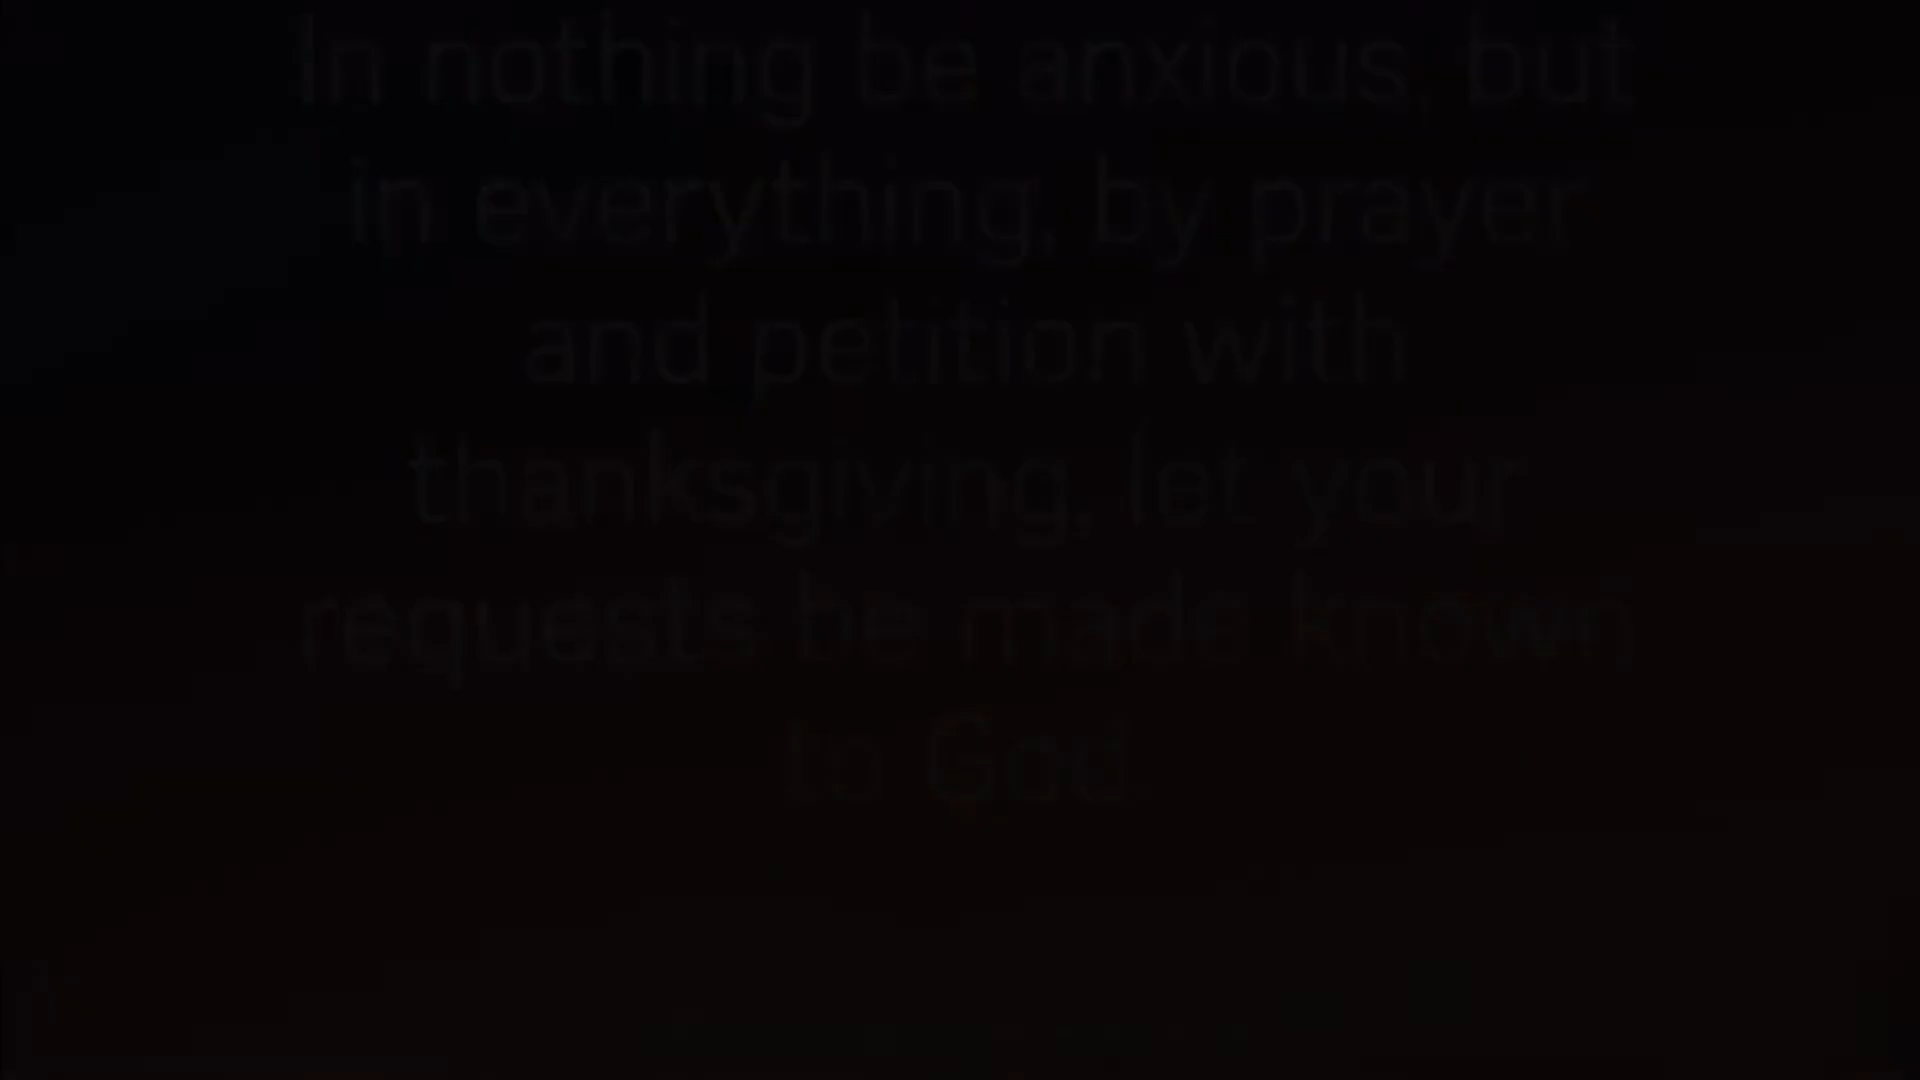 In nothing be anxious, but
in everything, by prayer
and petition with
thanksgiving, let your
requests be made known
to God